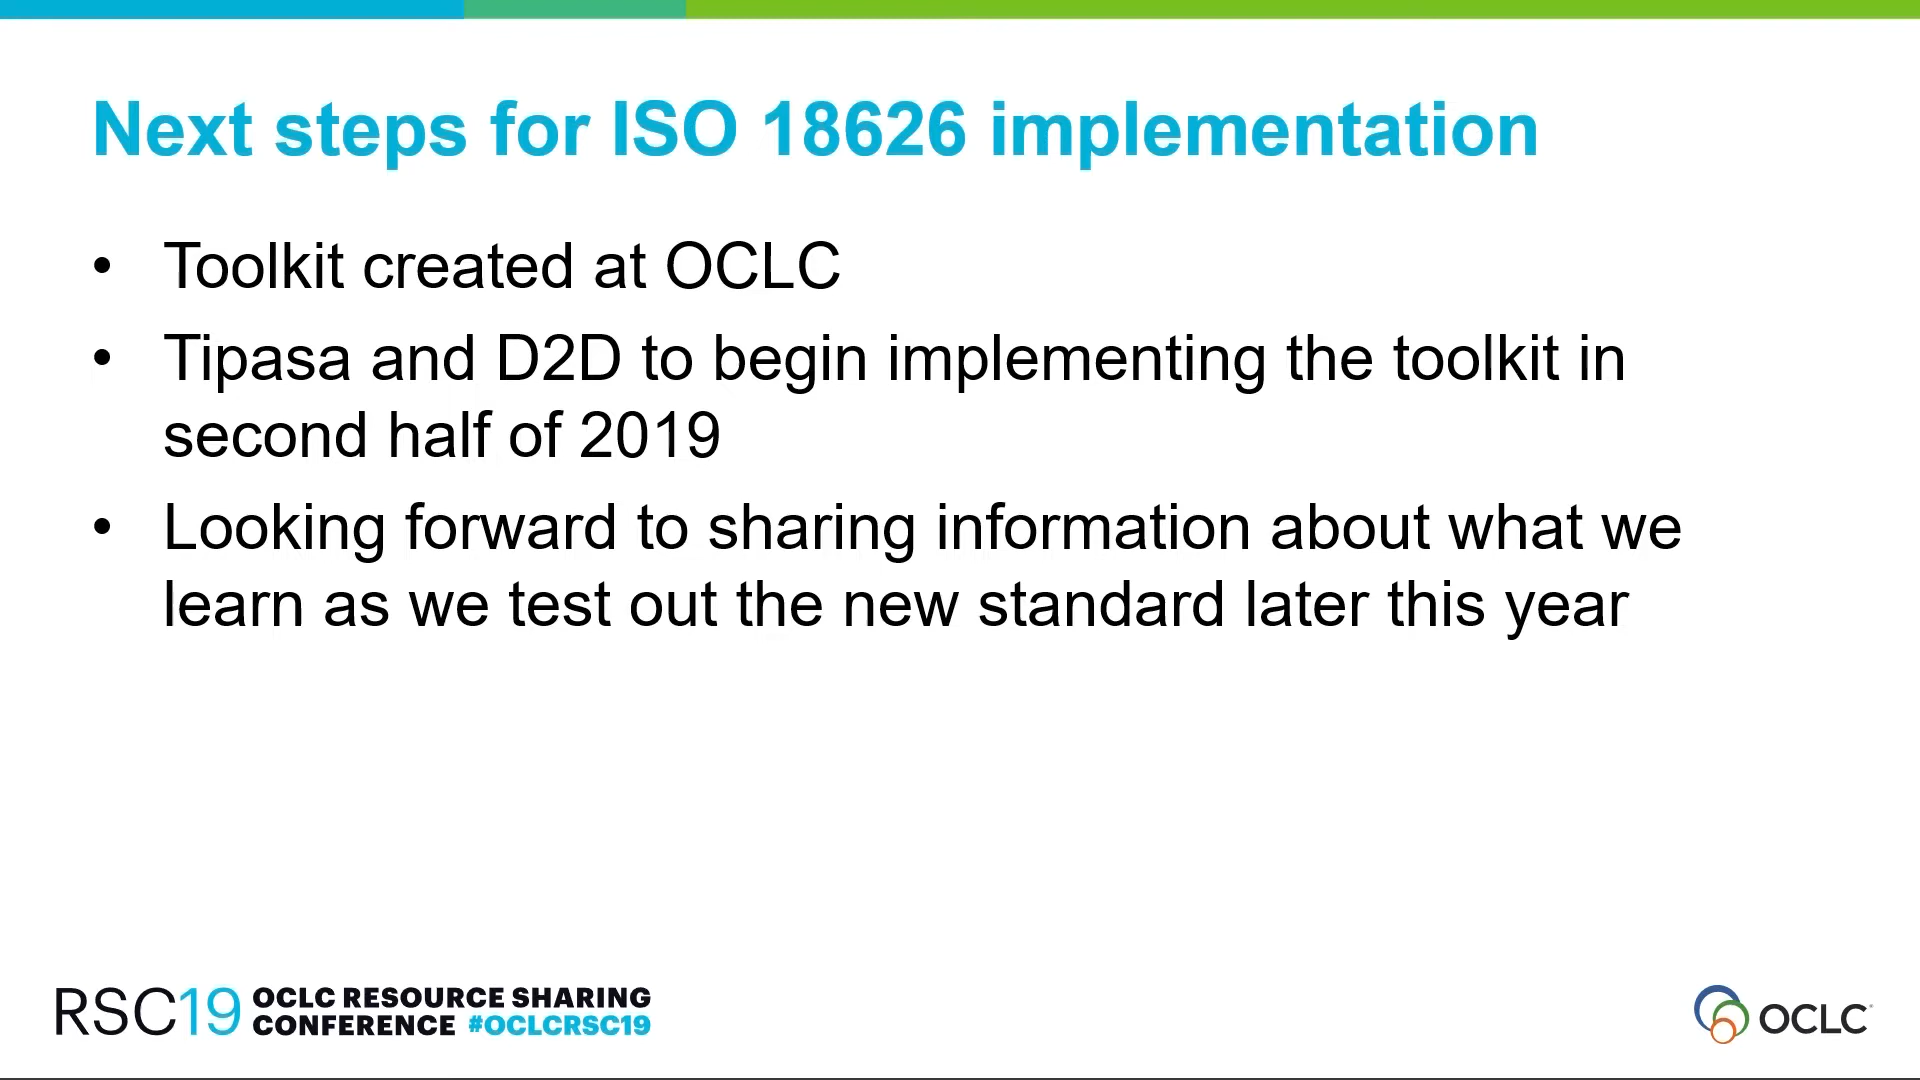 Next steps for ISO 18626 implementation
• Toolkit created at OCLC
• Tipasa and D2D to begin implementing the toolkit in
second half of 2019
• Looking forward to sharing information about what we
learn as we test out the new standard later this year
RSC19 OCLC RESOURCE SHARING
CONFERENCE #OCLCRSC19
OCLC